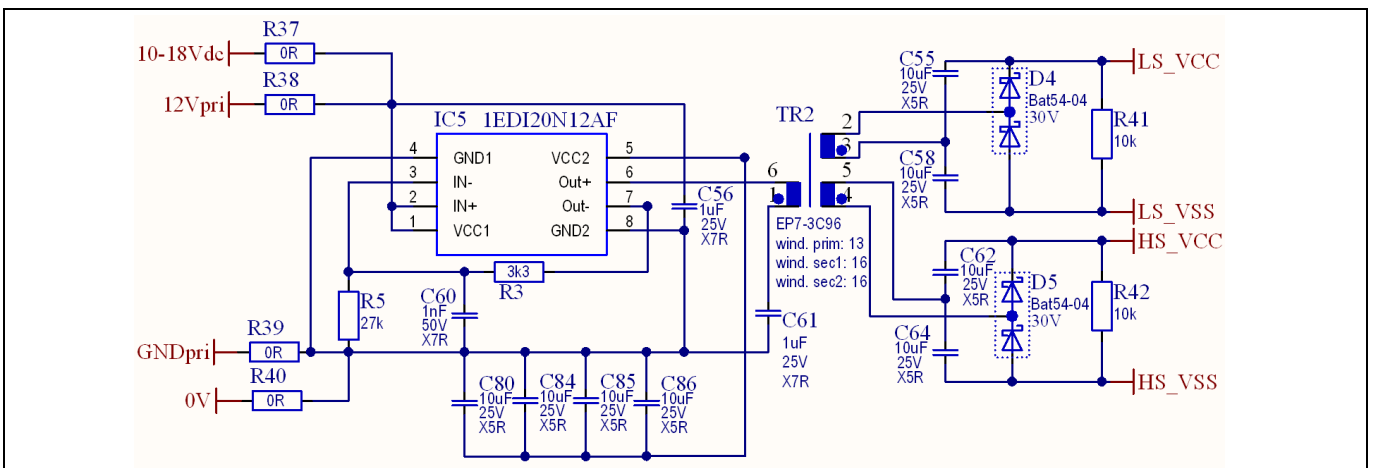 R37
10-18Vdc
0R
R38
12Vpri
0R
IC5 1EDI20N12AF
4 GND1 VCC2 5
3 IN- Out+ 6
2 IN+ Out- 7
1 VCC1 GND2 8
C56
1uF
25V
X7R
3k3
R3
C60
1nF
50V
X7R
R5
27k
R39
GNDpri
0R
R40
0V
0R
C80
10uF
25V
X5R
C84
10uF
25V
X5R
C85
10uF
25V
X5R
C86
10uF
25V
X5R
TR2
2
3
6
5
1
4
EP7-3C96
wind. prim: 13
wind. sec1: 16
wind. sec2: 16
C61
1uF
25V
X7R
C55
10uF
25V
X5R
C58
10uF
25V
X5R
D4
Bat54-04
30V
R41
10k
LS_VCC
LS_VSS
HS_VCC
C62
10uF
25V
X5R
C64
10uF
25V
X5R
D5
Bat54-04
30V
R42
10k
HS_VSS